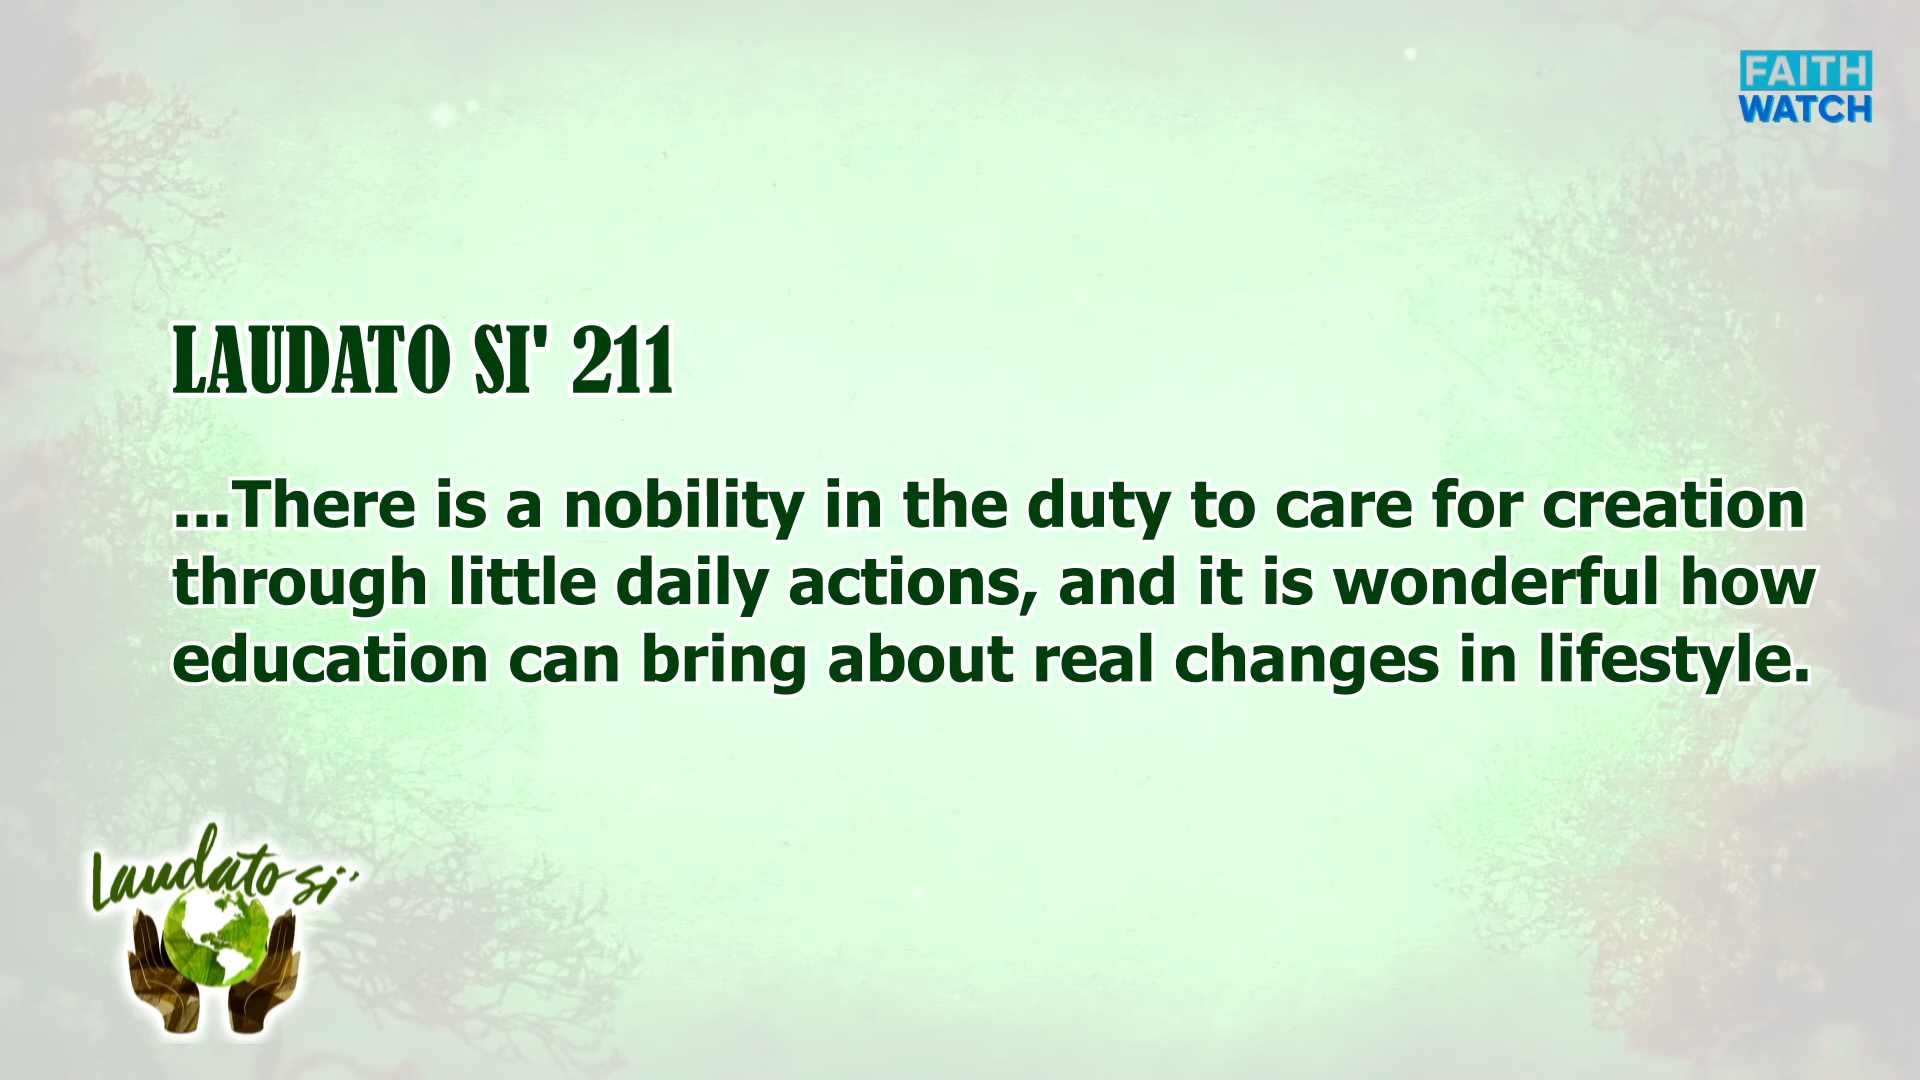 FAITH
WATCH
LAUDATO SI' 211
...There is a nobility in the duty to care for creation
through little daily actions, and it is wonderful how
education can bring about real changes in lifestyle.
Laudato si'